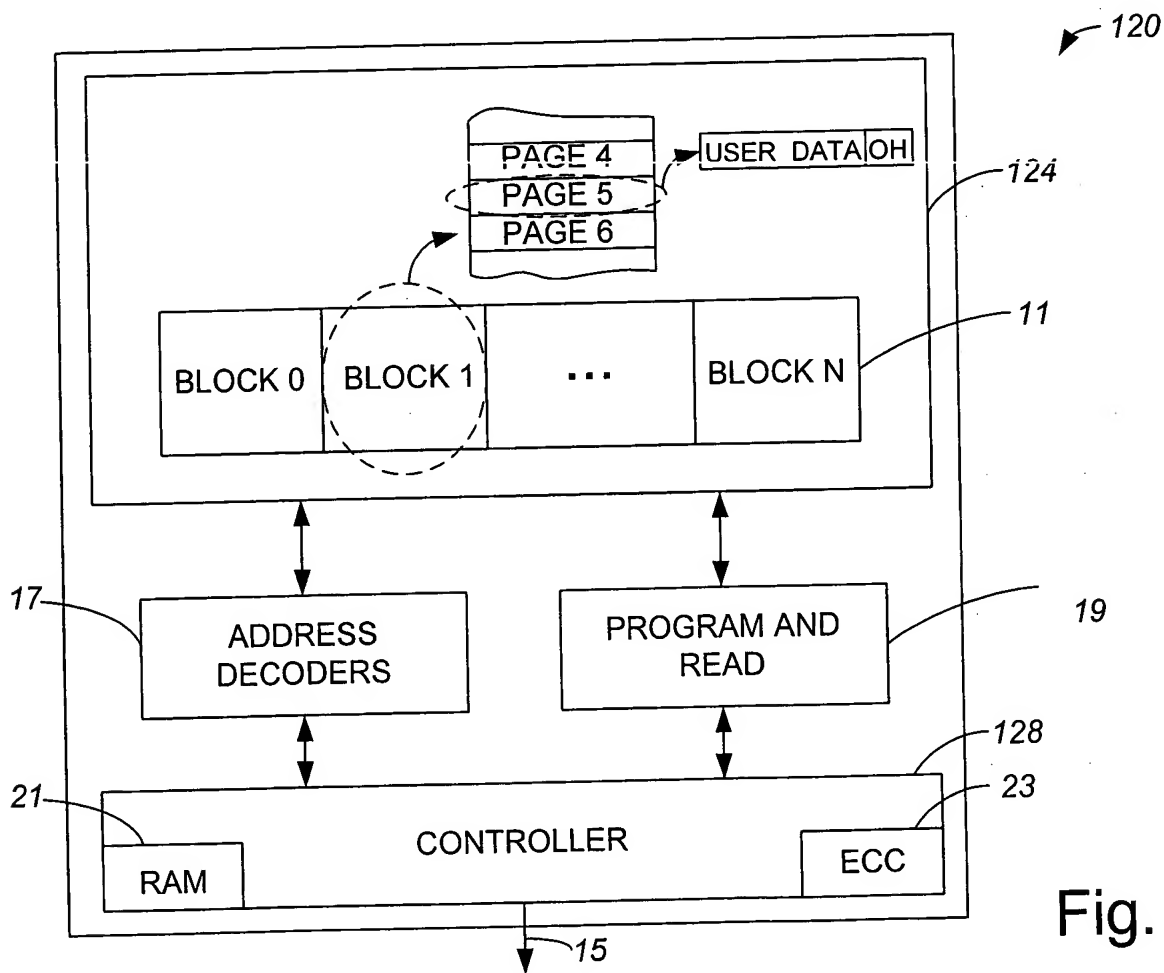 120
PAGE 4
USER DATA OH
124
PAGE 5
PAGE 6
11
BLOCK 0
BLOCK 1
...
BLOCK N
17
ADDRESS
DECODERS
PROGRAM AND
READ
19
128
21
23
CONTROLLER
RAM
ECC
15
Fig.